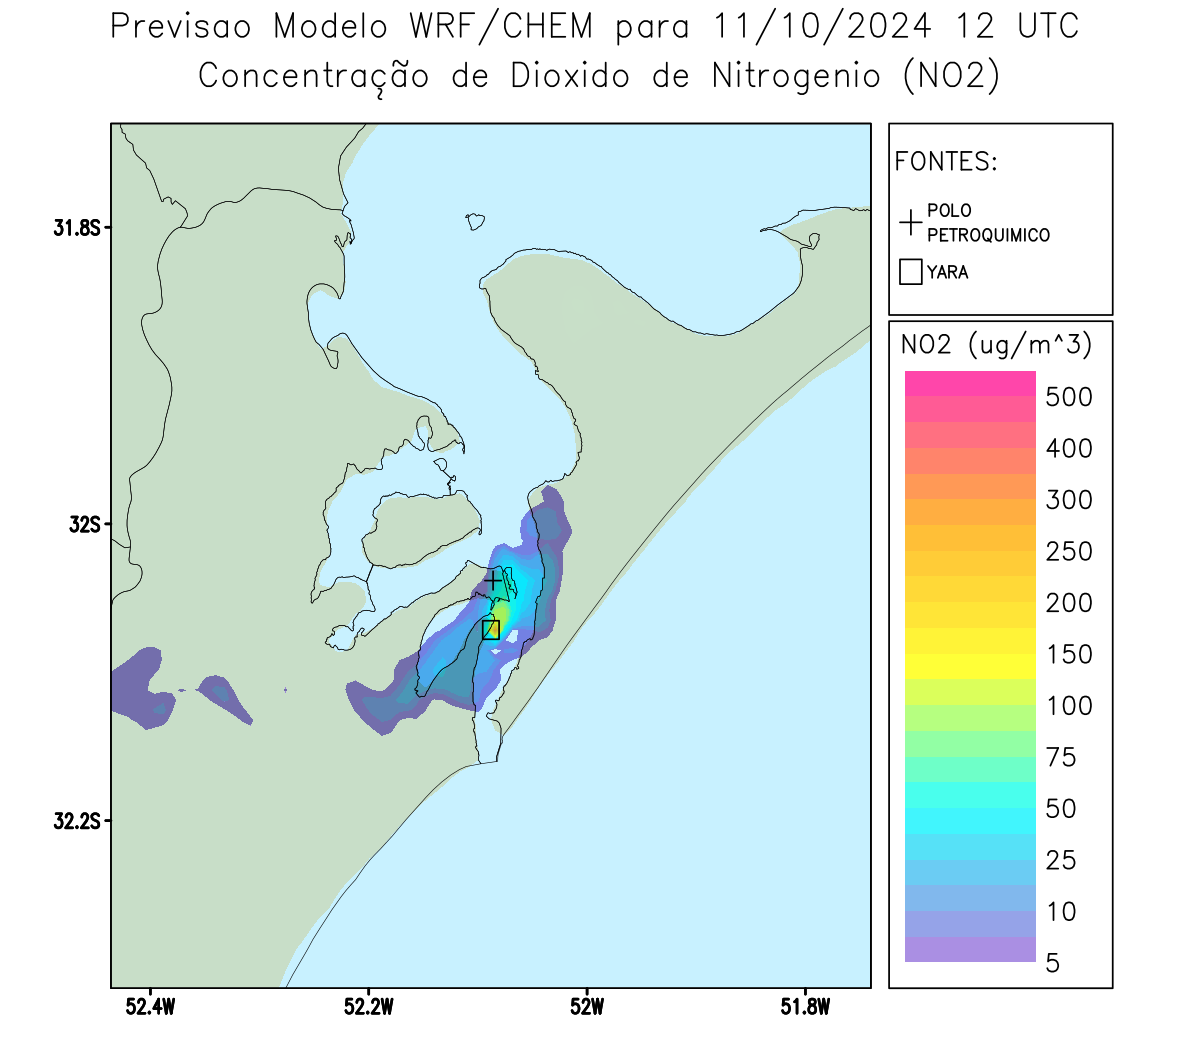 Previsao Modelo WRF/CHEM para 11/10/2024 12 UTC
Concentração de Dioxido de Nitrogenio (NO2)
FONTES:
POLO
PETROQUIMICO
YARA
NO2 (ug/m^3)
500
400
300
250
200
150
100
75
50
25
10
5
31.8S
32S
32.2S
52.4W
52.2W
52W
51.8W